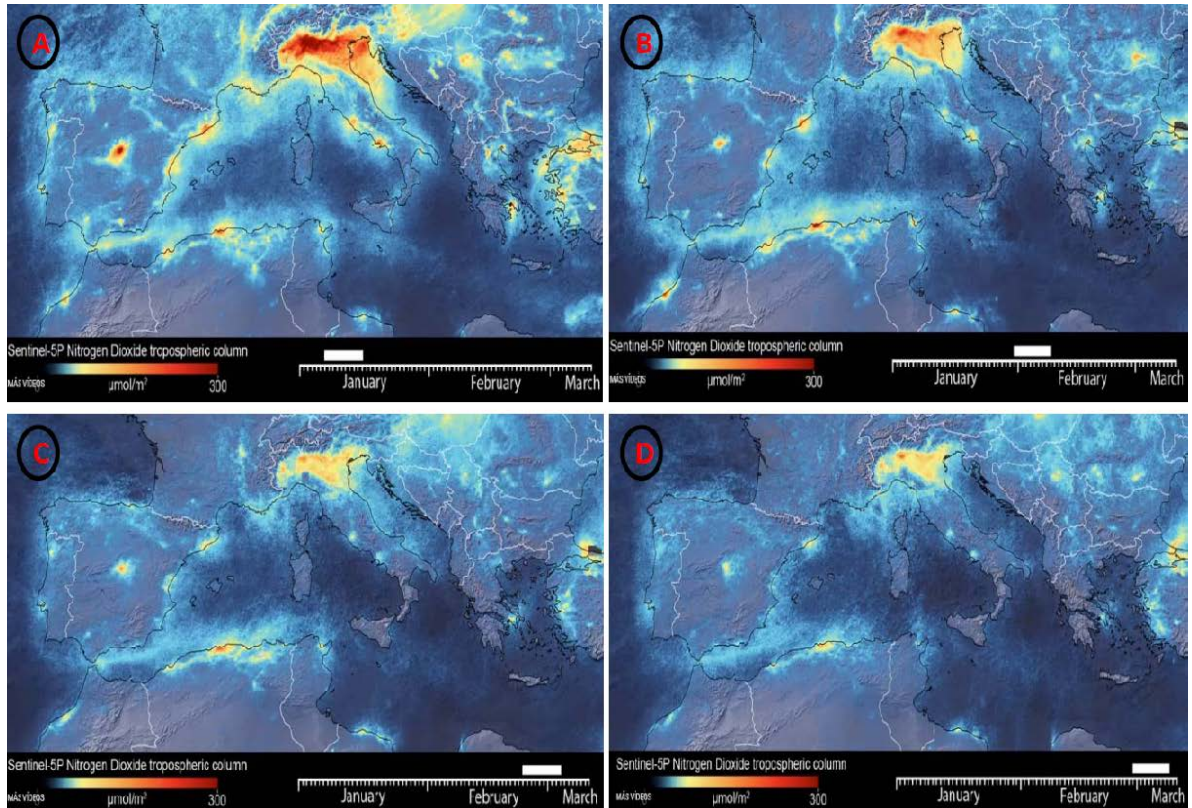 A
Sentinel-5P Nitrogen Dioxide tropospheric column
MÁS VÍDEOS
µmol/m²
300
January
February
March
B
Sentinel-5P Nitrogen Dioxide tropospheric column
MÁS VÍDEOS
µmol/m²
300
January
February
March
C
Sentinel-5P Nitrogen Dioxide tropospheric column
MÁS VÍDEOS
µmol/m²
300
January
February
March
D
Sentinel-5P Nitrogen Dioxide tropospheric column
MÁS VÍDEOS
µmol/m²
300
January
February
March